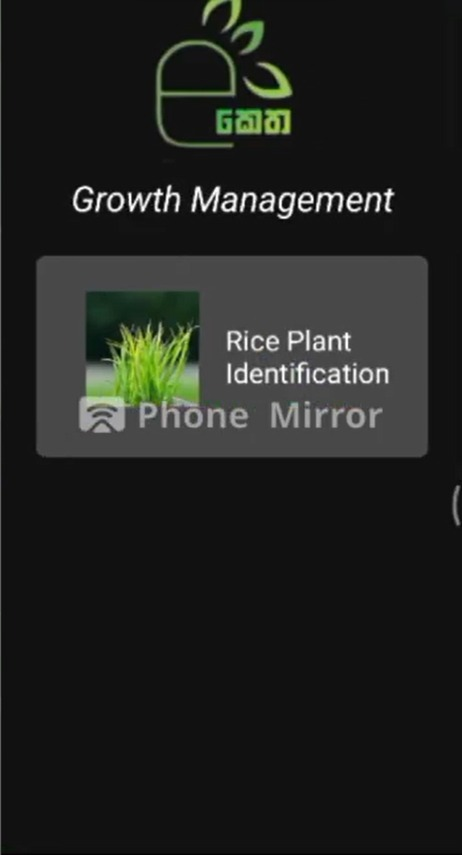 e
කෙත
Growth Management
Rice Plant
Identification
Phone Mirror